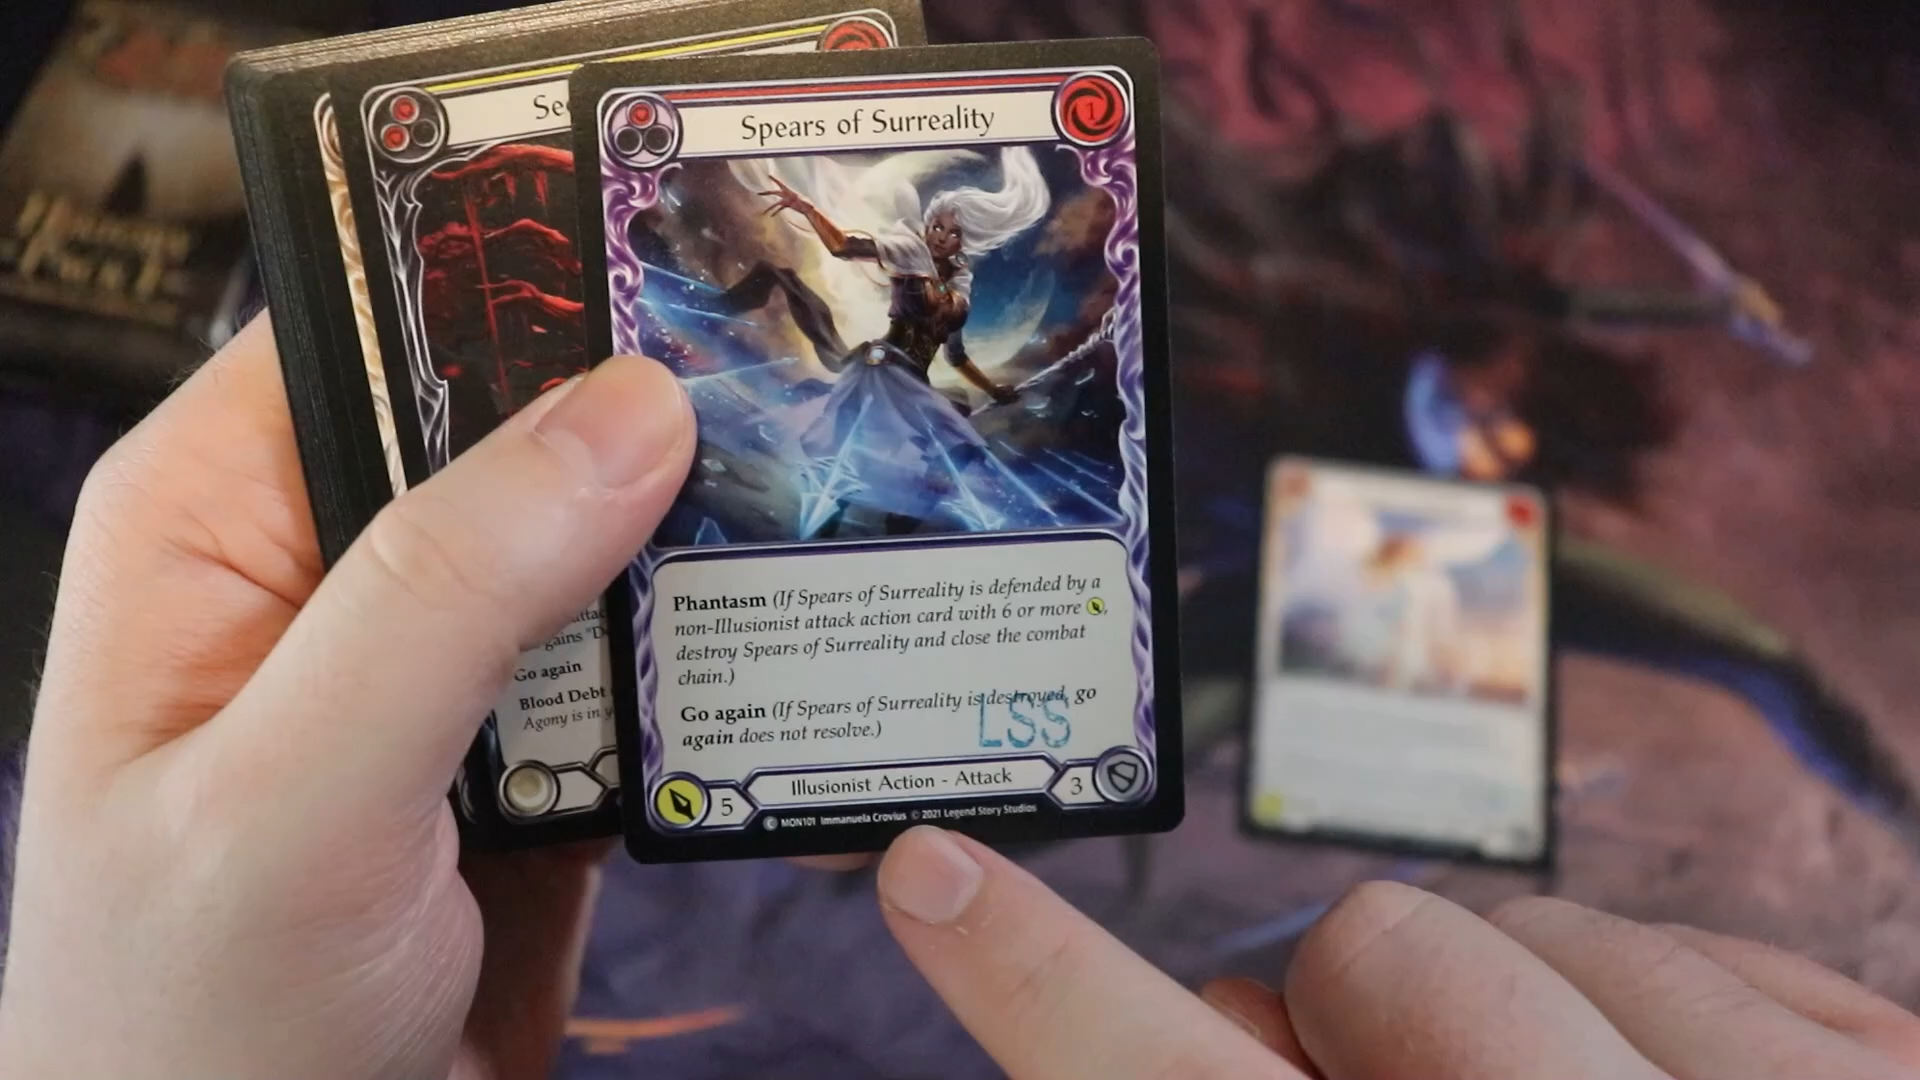 Spears of Surreality
1
Phantasm (If Spears of Surreality is defended by a
non-Illusionist attack action card with 6 or more ,
destroy Spears of Surreality and close the combat
chain.)
Go again (If Spears of Surreality is destroyed, go
again does not resolve.)
LSS
5
Illusionist Action - Attack
3
C MON101 Immanuela Crovius © 2021 Legend Story Studios
Go again
Blood Debt
Agony is in